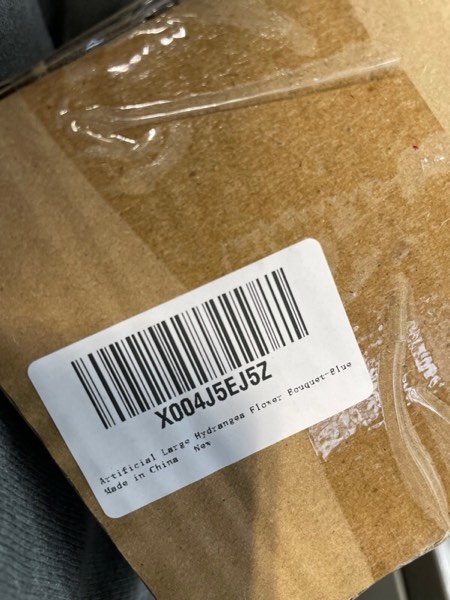 X004J5EJ5Z
Artificial Large Hydrangea Flower Bouquet-Blue
New
Made in China